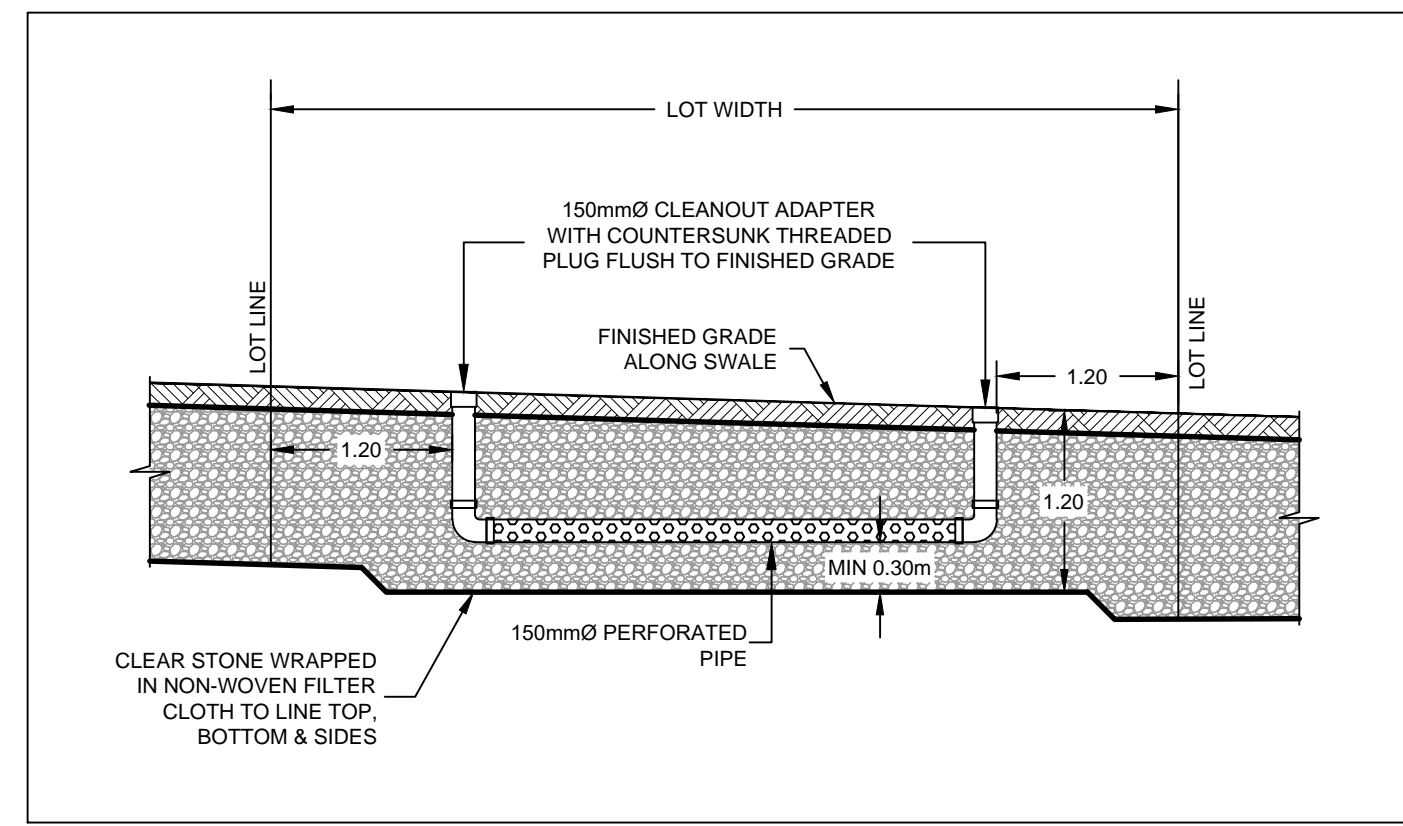 LOT WIDTH
150mmØ CLEANOUT ADAPTER
WITH COUNTERSUNK THREADED
PLUG FLUSH TO FINISHED GRADE
LOT LINE
FINISHED GRADE
ALONG SWALE
LOT LINE
1.20
1.20
1.20
MIN 0.30m
150mmØ PERFORATED
PIPE
CLEAR STONE WRAPPED
IN NON-WOVEN FILTER
CLOTH TO LINE TOP,
BOTTOM & SIDES